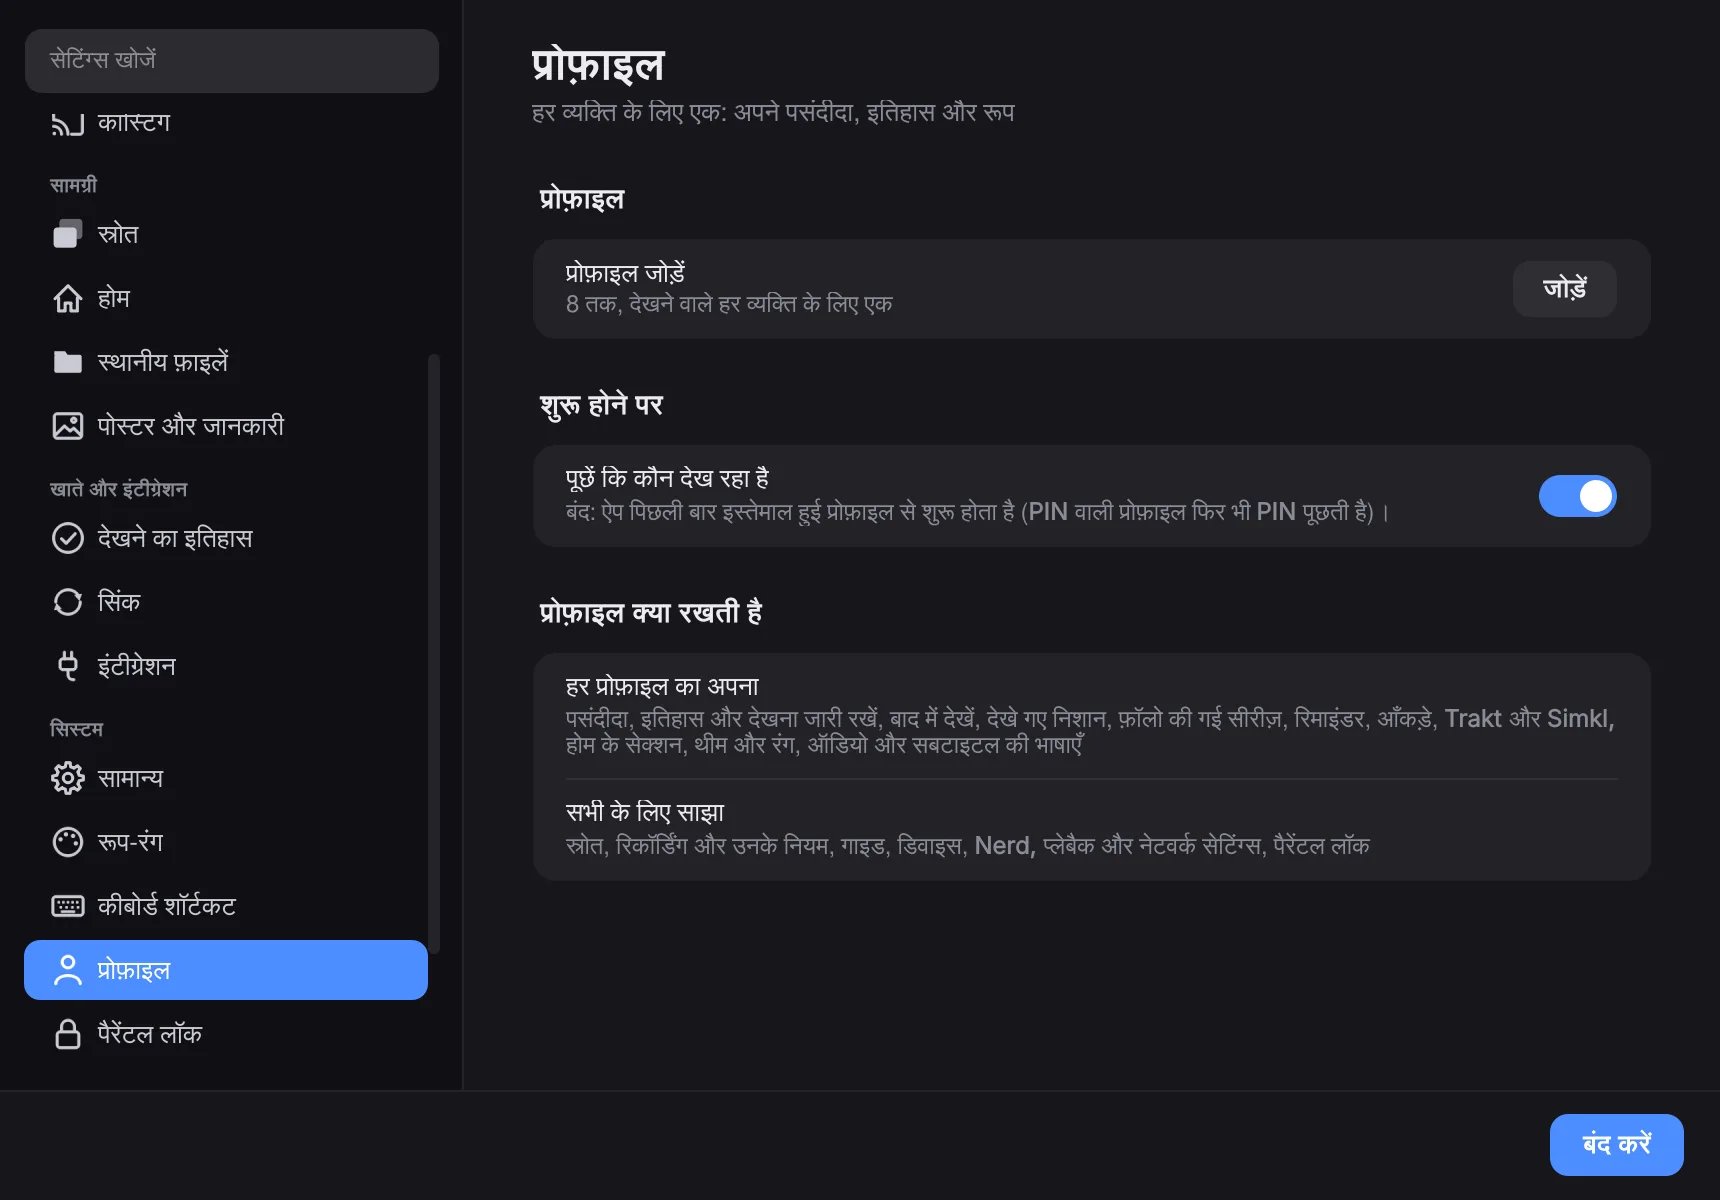 सेटिंग्स खोजें
कास्टिंग
सामग्री
स्रोत
होम
स्थानीय फ़ाइलें
पोस्टर और जानकारी
खाते और इंटीग्रेशन
देखने का इतिहास
सिंक
इंटीग्रेशन
सिस्टम
सामान्य
रूप-रंग
कीबोर्ड शॉर्टकट
प्रोफ़ाइल
पैरेंटल लॉक
प्रोफ़ाइल
हर व्यक्ति के लिए एक: अपने पसंदीदा, इतिहास और रूप
प्रोफ़ाइल
प्रोफ़ाइल जोड़ें
8 तक, देखने वाले हर व्यक्ति के लिए एक
जोड़ें
शुरू होने पर
पूछें कि कौन देख रहा है
बंद: ऐप पिछली बार इस्तेमाल हुई प्रोफ़ाइल से शुरू होता है (PIN वाली प्रोफ़ाइल फिर भी PIN पूछती है)।
प्रोफ़ाइल क्या रखती है
हर प्रोफ़ाइल का अपना
पसंदीदा, इतिहास और देखना जारी रखें, बाद में देखें, देखे गए निशान, फ़ॉलो की गई सीरीज़, रिमाइंडर, आँकड़े, Trakt और Simkl,
होम के सेक्शन, थीम और रंग, ऑडियो और सबटाइटल की भाषाएँ
सभी के लिए साझा
स्रोत, रिकॉर्डिंग और उनके नियम, गाइड, डिवाइस, Nerd, प्लेबैक और नेटवर्क सेटिंग्स, पैरेंटल लॉक
बंद करें